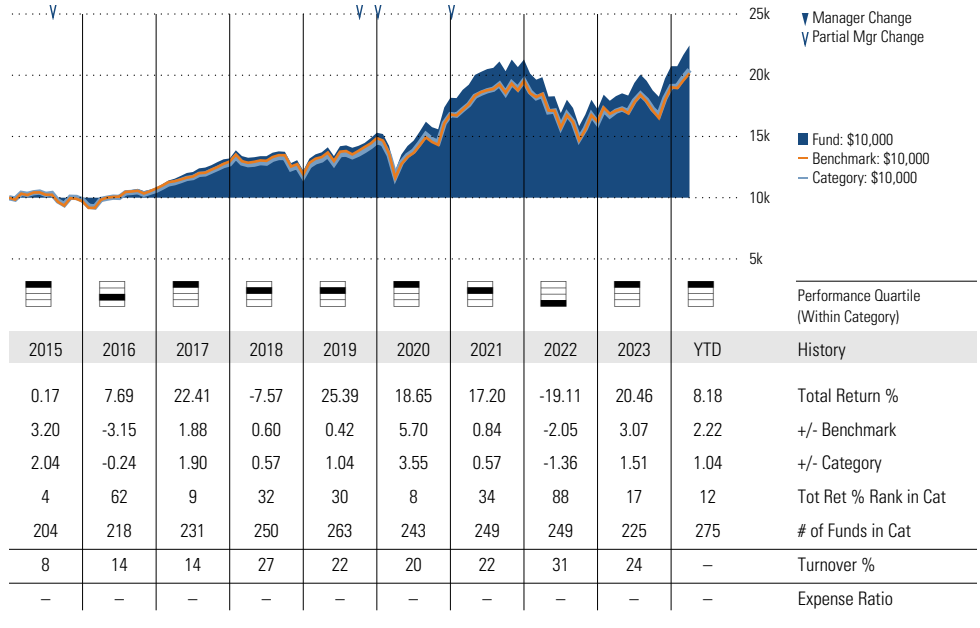 25k
20k
15k
10k
5k
Manager Change
Partial Mgr Change
Fund: $10,000
Benchmark: $10,000
Category: $10,000
Performance Quartile
(Within Category)
2015 2016 2017 2018 2019 2020 2021 2022 2023 YTD History
0.17 7.69 22.41 -7.57 25.39 18.65 17.20 -19.11 20.46 8.18 Total Return %
3.20 -3.15 1.88 0.60 0.42 5.70 0.84 -2.05 3.07 2.22 +/- Benchmark
2.04 -0.24 1.90 0.57 1.04 3.55 0.57 -1.36 1.51 1.04 +/- Category
4 62 9 32 30 8 34 88 17 12 Tot Ret % Rank in Cat
204 218 231 250 263 243 249 249 225 275 # of Funds in Cat
8 14 14 27 22 20 22 31 24 – Turnover %
– – – – – – – – – – Expense Ratio